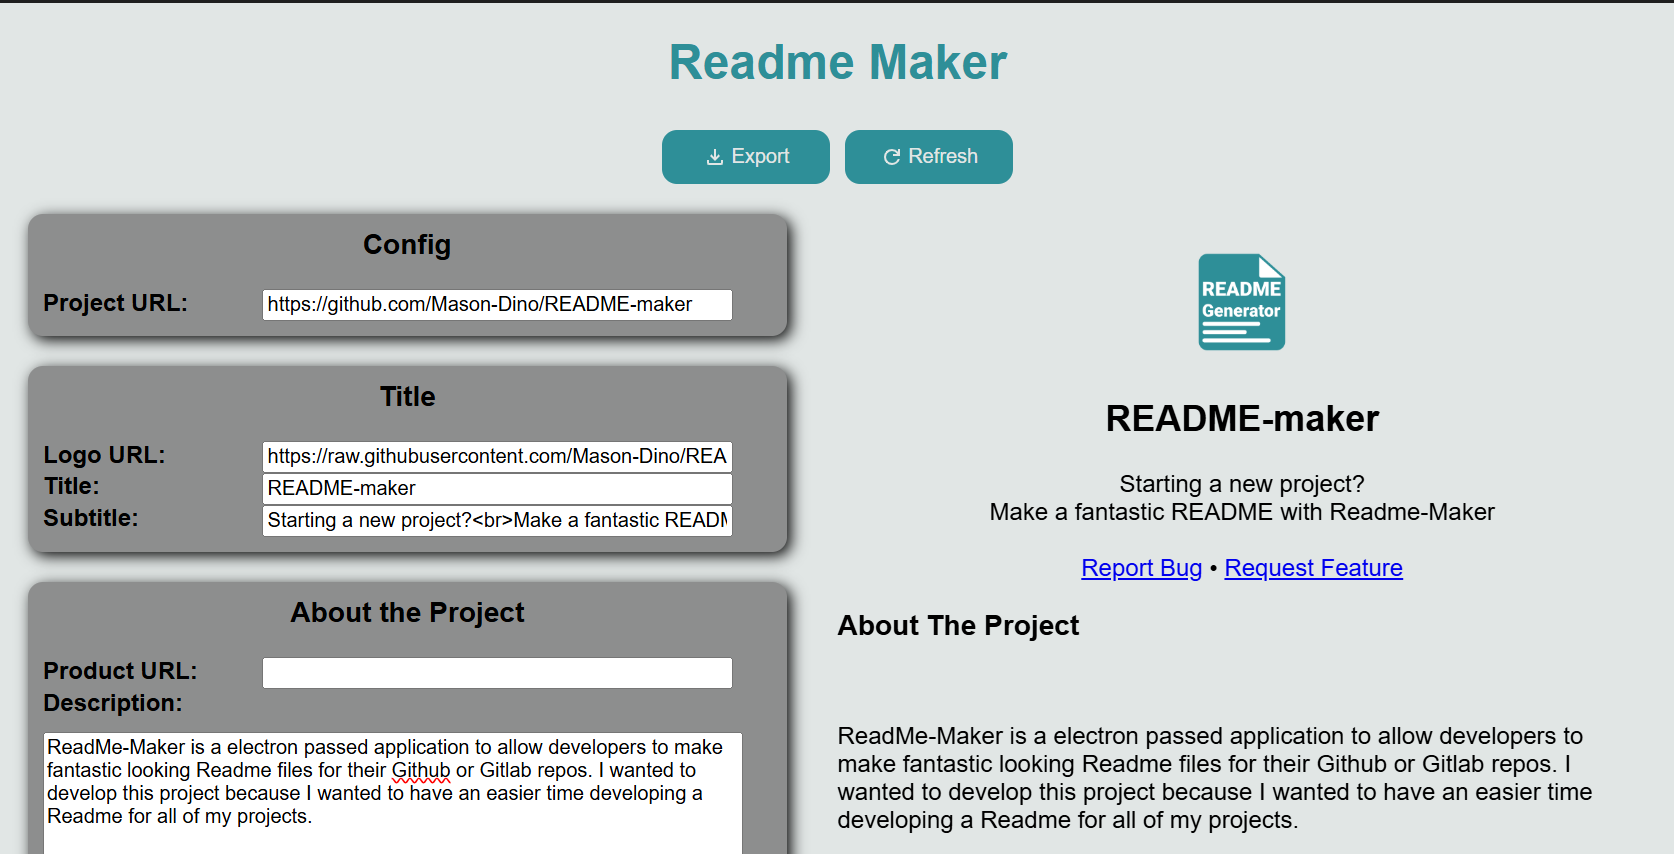 Readme Maker
Export
Refresh
Config
Project URL:
https://github.com/Mason-Dino/README-maker
Title
Logo URL:
https://raw.githubusercontent.com/Mason-Dino/REA
Title:
README-maker
Subtitle:
Starting a new project?<br>Make a fantastic READM
About the Project
Product URL:
Description:
ReadMe-Maker is a electron passed application to allow developers to make
fantastic looking Readme files for their Github or Gitlab repos. I wanted to
develop this project because I wanted to have an easier time developing a
Readme for all of my projects.
README
Generator
README-maker
Starting a new project?
Make a fantastic README with Readme-Maker
Report Bug • Request Feature
About The Project
ReadMe-Maker is a electron passed application to allow developers to
make fantastic looking Readme files for their Github or Gitlab repos. I
wanted to develop this project because I wanted to have an easier time
developing a Readme for all of my projects.